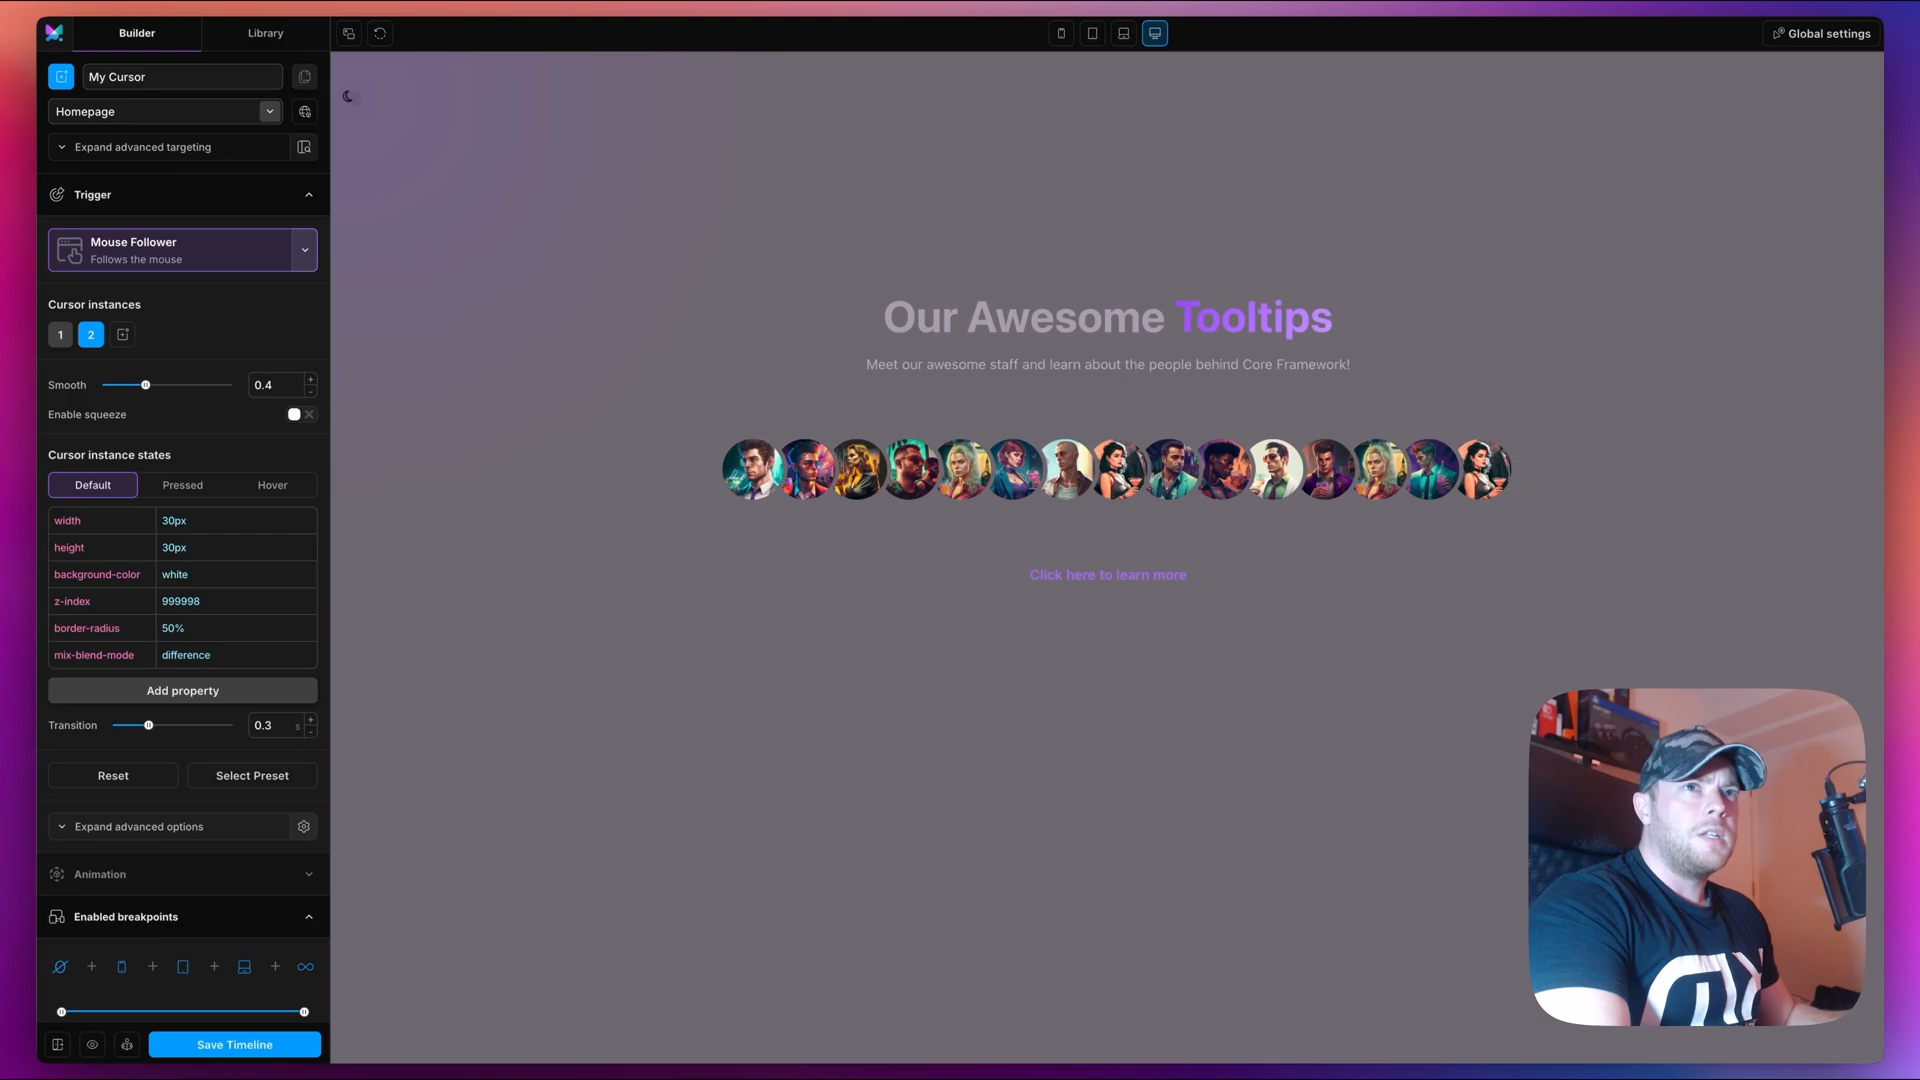 Builder
Library
Global settings
My Cursor
Homepage
Expand advanced targeting
Trigger
Mouse Follower
Follows the mouse
Cursor instances
1
2
Smooth
0.4
Enable squeeze
Cursor instance states
Default
Pressed
Hover
width
30px
height
30px
background-color
white
z-index
999998
border-radius
50%
mix-blend-mode
difference
Add property
Transition
0.3
s
Reset
Select Preset
Expand advanced options
Animation
Enabled breakpoints
Save Timeline
Our Awesome Tooltips
Meet our awesome staff and learn about the people behind Core Framework!
Click here to learn more